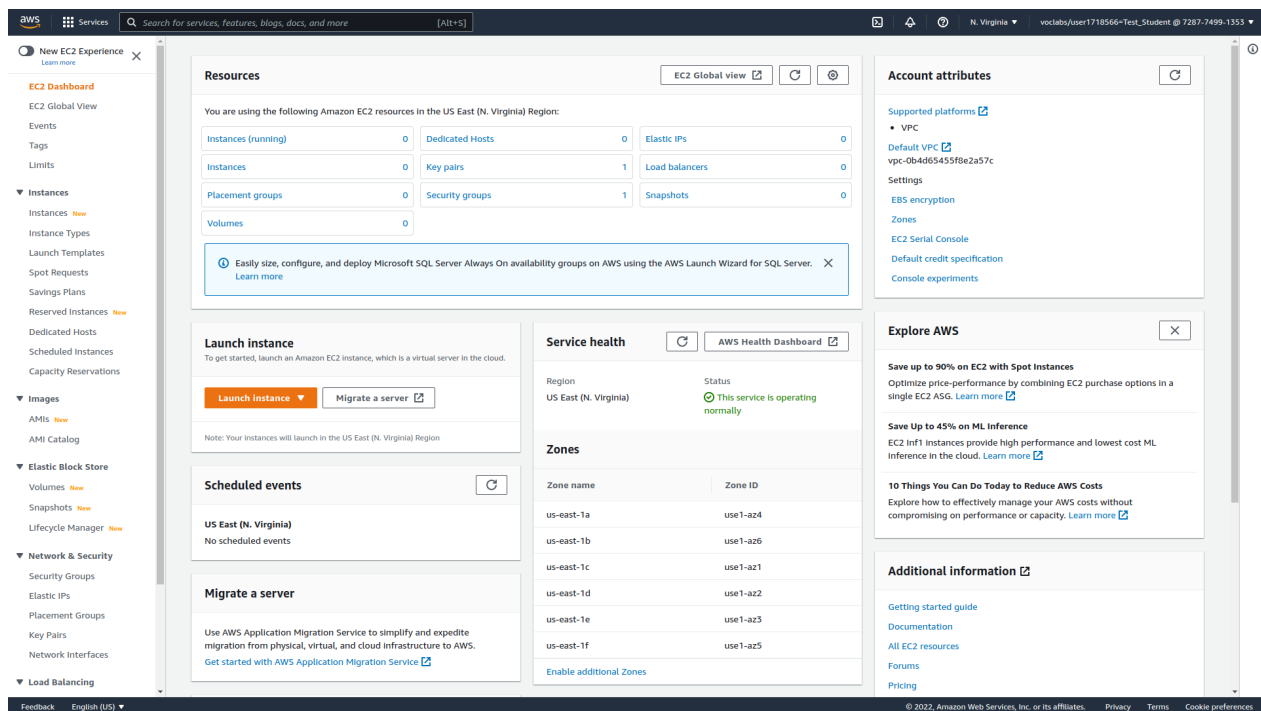 aws
Services
Search for services, features, blogs, docs, and more
[Alt+S]
N. Virginia ▼
voclabs/user1718566=Test_Student @ 7287-7499-1353 ▼
New EC2 Experience
Learn more
EC2 Dashboard
EC2 Global View
Events
Tags
Limits
▼ Instances
Instances New
Instance Types
Launch Templates
Spot Requests
Savings Plans
Reserved Instances New
Dedicated Hosts
Scheduled Instances
Capacity Reservations
▼ Images
AMIs New
AMI Catalog
▼ Elastic Block Store
Volumes New
Snapshots New
Lifecycle Manager New
▼ Network & Security
Security Groups
Elastic IPs
Placement Groups
Key Pairs
Network Interfaces
▼ Load Balancing
Resources
EC2 Global view
You are using the following Amazon EC2 resources in the US East (N. Virginia) Region:
Instances (running) 0
Dedicated Hosts 0
Elastic IPs 0
Instances 0
Key pairs 1
Load balancers 0
Placement groups 0
Security groups 1
Snapshots 0
Volumes 0
Easily size, configure, and deploy Microsoft SQL Server Always On availability groups on AWS using the AWS Launch Wizard for SQL Server.
Learn more
Launch instance
To get started, launch an Amazon EC2 instance, which is a virtual server in the cloud.
Launch instance ▼
Migrate a server
Note: Your instances will launch in the US East (N. Virginia) Region
Scheduled events
US East (N. Virginia)
No scheduled events
Migrate a server
Use AWS Application Migration Service to simplify and expedite
migration from physical, virtual, and cloud infrastructure to AWS.
Get started with AWS Application Migration Service
Service health
AWS Health Dashboard
Region
US East (N. Virginia)
Status
This service is operating
normally
Zones
Zone name Zone ID
us-east-1a use1-az4
us-east-1b use1-az6
us-east-1c use1-az1
us-east-1d use1-az2
us-east-1e use1-az3
us-east-1f use1-az5
Enable additional Zones
Account attributes
Supported platforms
• VPC
Default VPC
vpc-0b4d65455f8e2a57c
Settings
EBS encryption
Zones
EC2 Serial Console
Default credit specification
Console experiments
Explore AWS
Save up to 90% on EC2 with Spot Instances
Optimize price-performance by combining EC2 purchase options in a
single EC2 ASG. Learn more
Save Up to 45% on ML Inference
EC2 Inf1 instances provide high performance and lowest cost ML
inference in the cloud. Learn more
10 Things You Can Do Today to Reduce AWS Costs
Explore how to effectively manage your AWS costs without
compromising on performance or capacity. Learn more
Additional information
Getting started guide
Documentation
All EC2 resources
Forums
Pricing
Feedback
English (US) ▼
© 2022, Amazon Web Services, Inc. or its affiliates.
Privacy
Terms
Cookie preferences